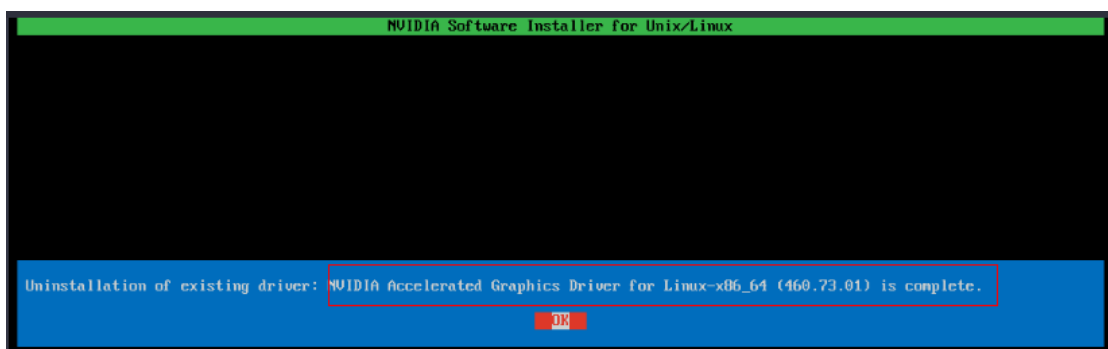 NVIDIA Software Installer for Unix/Linux
Uninstallation of existing driver: NVIDIA Accelerated Graphics Driver for Linux-x86_64 (460.73.01) is complete.
OK